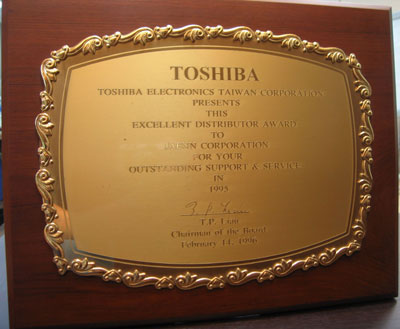 TOSHIBA
TOSHIBA ELECTRONICS TAIWAN CORPORATION
PRESENTS
THIS
EXCELLENT DISTRIBUTOR AWARD
TO
CORPORATION
FOR YOUR
OUTSTANDING SUPPORT & SERVICE
IN
1995
T.P. Liau
Chairman of the Board
February 14, 1996